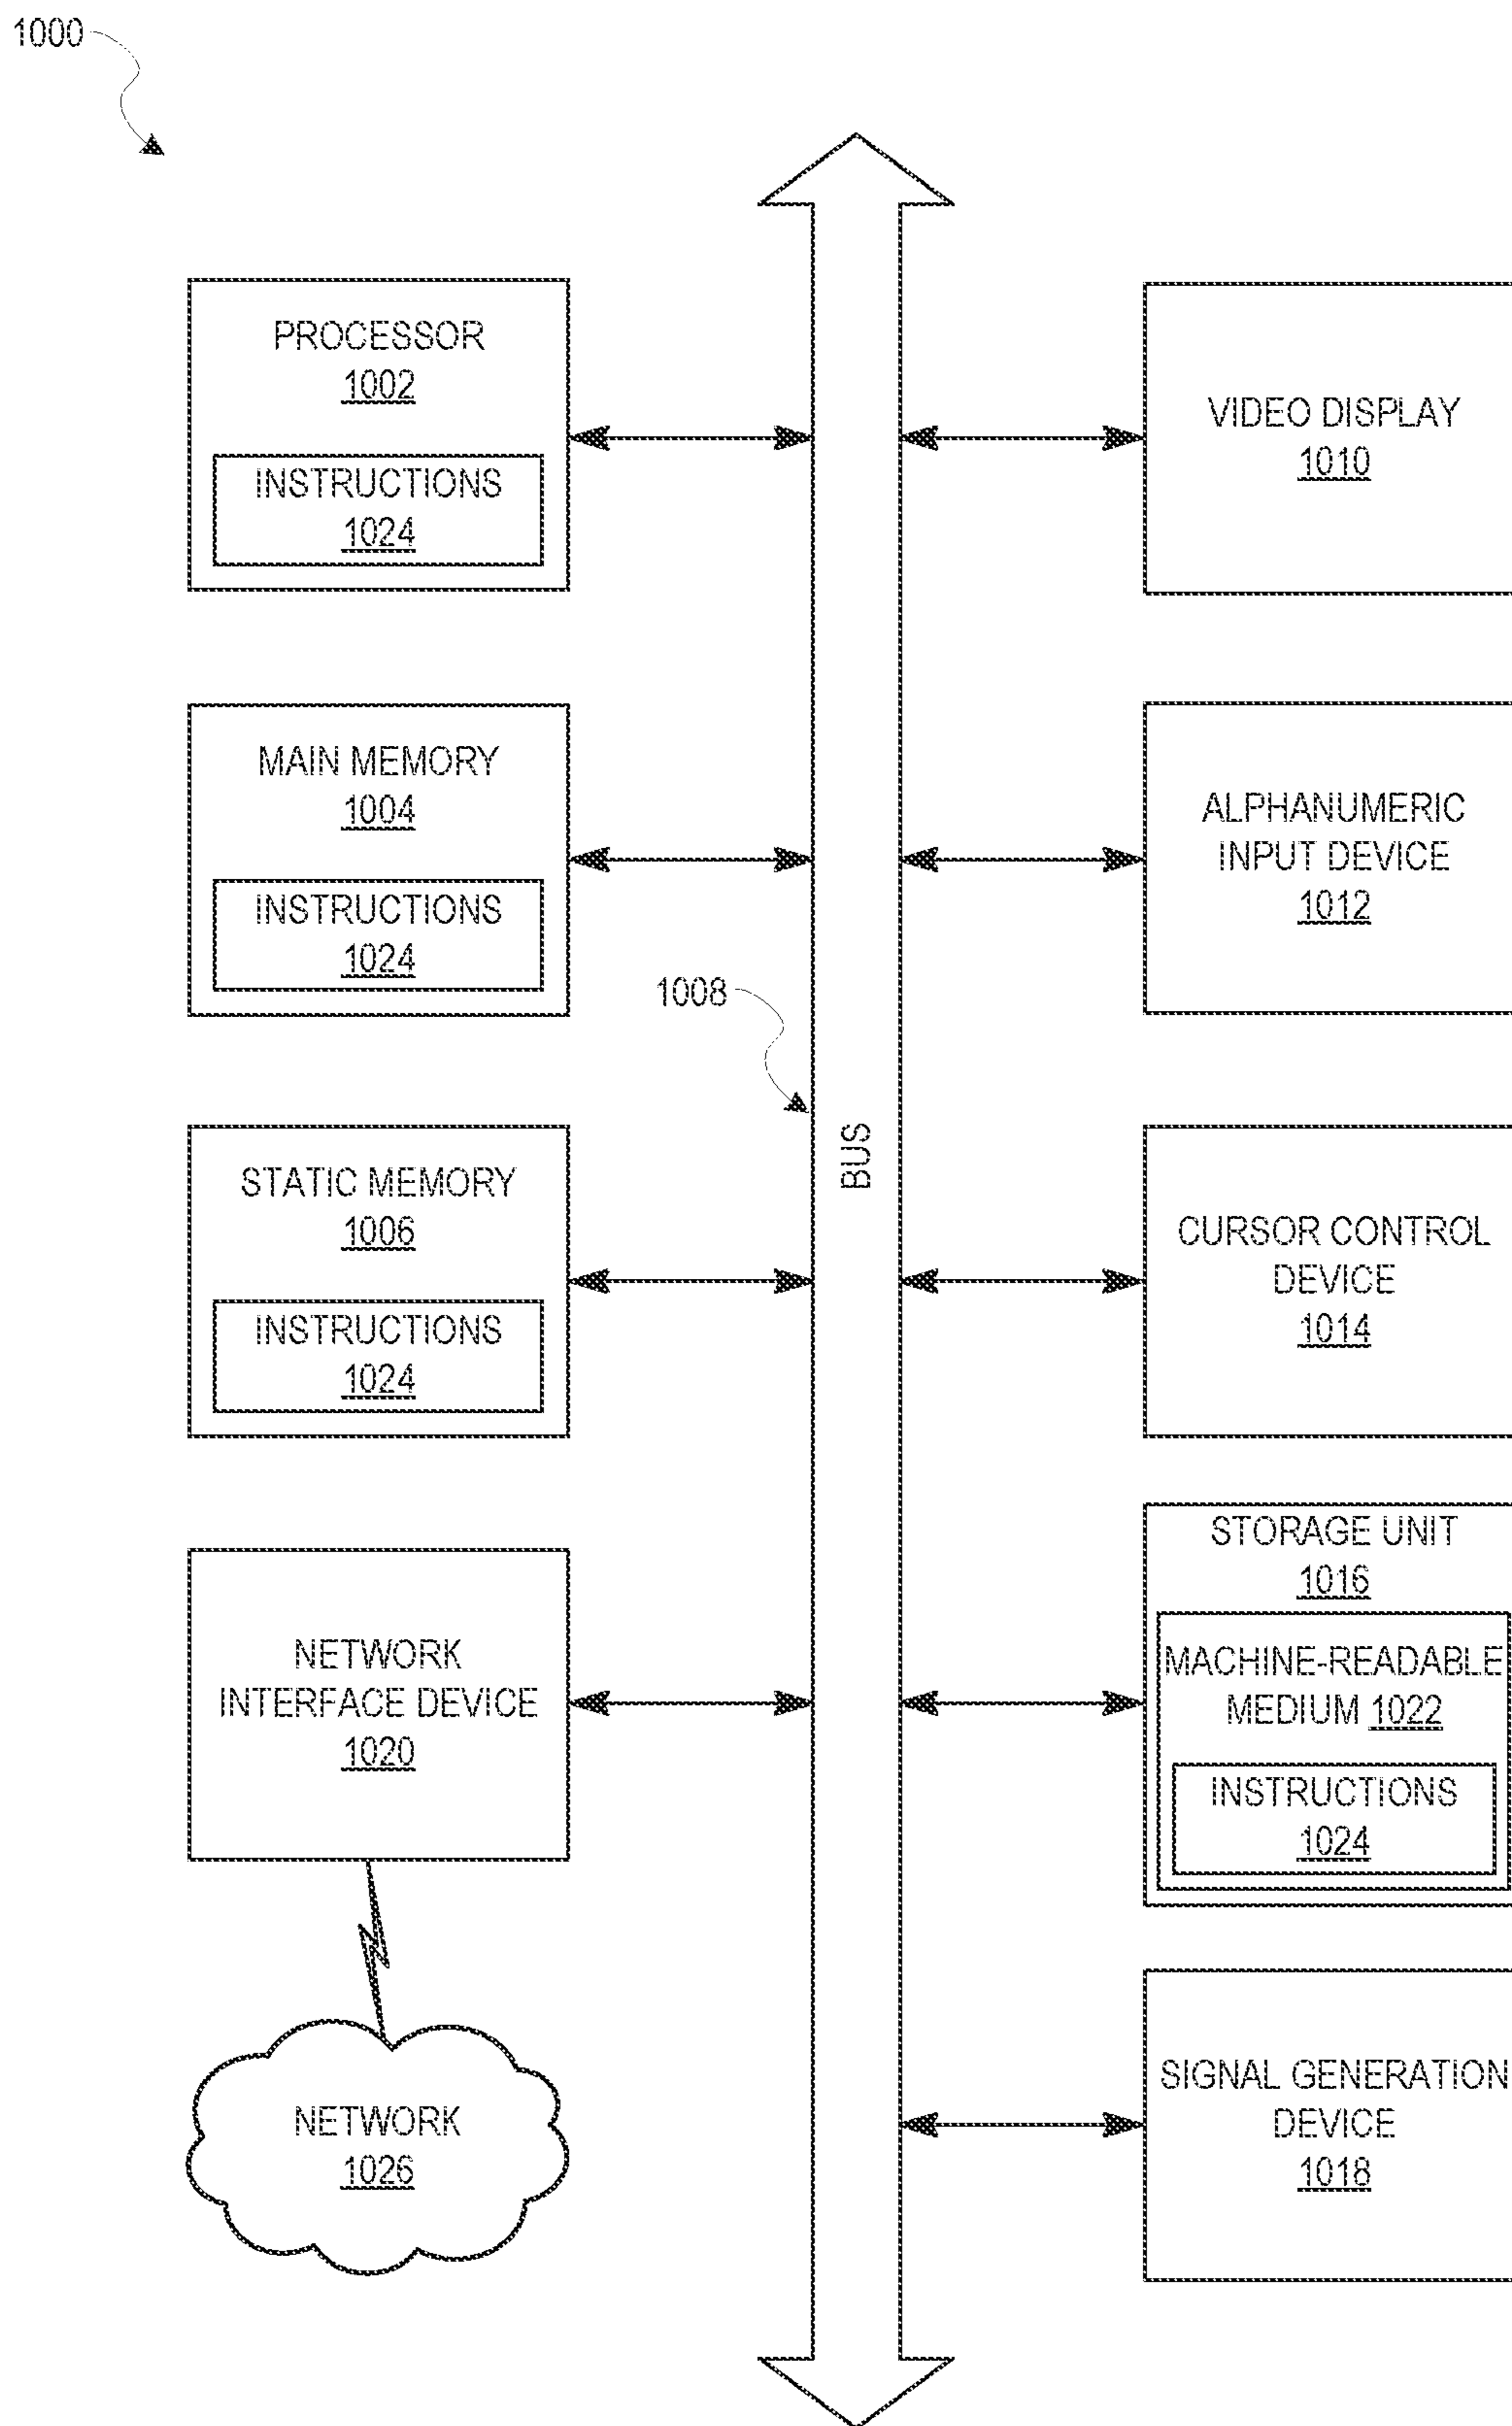 1000
PROCESSOR
1002
INSTRUCTIONS
1024
MAIN MEMORY
1004
INSTRUCTIONS
1024
1008
STATIC MEMORY
1006
INSTRUCTIONS
1024
NETWORK
INTERFACE DEVICE
1020
NETWORK
1026
BUS
VIDEO DISPLAY
1010
ALPHANUMERIC
INPUT DEVICE
1012
CURSOR CONTROL
DEVICE
1014
STORAGE UNIT
1016
MACHINE-READABLE
MEDIUM 1022
INSTRUCTIONS
1024
SIGNAL GENERATION
DEVICE
1018